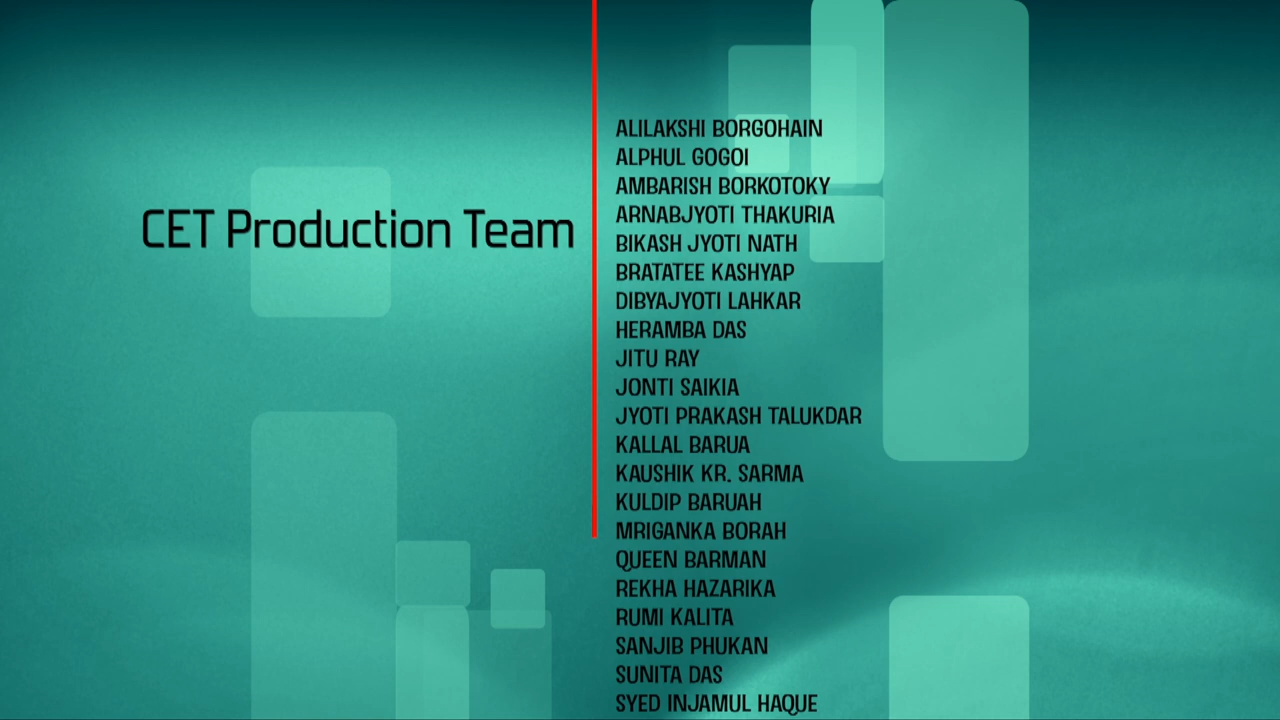 CET Production Team
ALILAKSHI BORGOHAIN
ALPHUL GOGOI
AMBARISH BORKOTOKY
ARNABJYOTI THAKURIA
BIKASH JYOTI NATH
BRATATEE KASHYAP
DIBYAJYOTI LAHKAR
HERAMBA DAS
JITU RAY
JONTI SAIKIA
JYOTI PRAKASH TALUKDAR
KALLAL BARUA
KAUSHIK KR. SARMA
KULDIP BARUAH
MRIGANKA BORAH
QUEEN BARMAN
REKHA HAZARIKA
RUMI KALITA
SANJIB PHUKAN
SUNITA DAS
SYED INJAMUL HAQUE